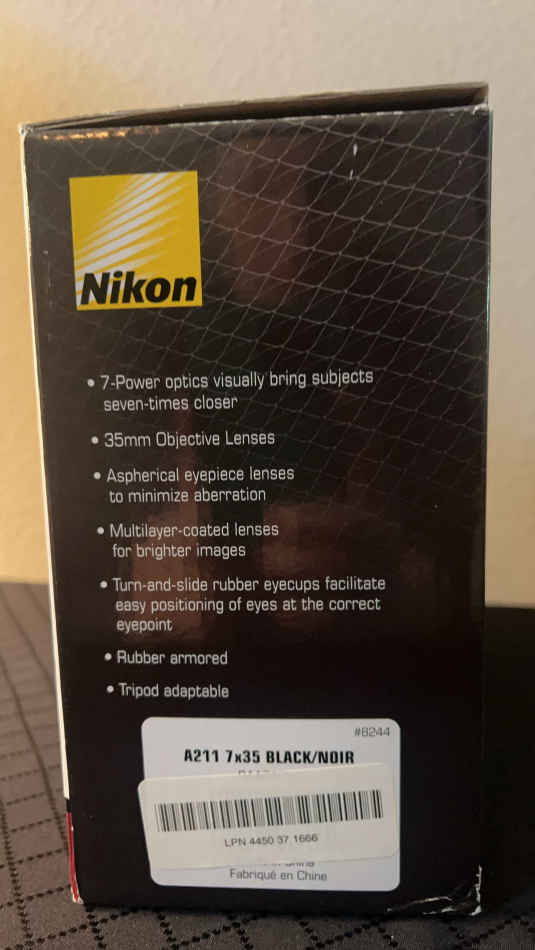 Nikon
• 7-Power optics visually bring subjects
seven-times closer
• 35mm Objective Lenses
• Aspherical eyepiece lenses
to minimize aberration
• Multilayer-coated lenses
for brighter images
• Turn-and-slide rubber eyecups facilitate
easy positioning of eyes at the correct
eyepoint
• Rubber armored
• Tripod adaptable
#8244
A211 7x35 BLACK/NOIR
LPN 4450 37 1666
China
Fabriqué en Chine